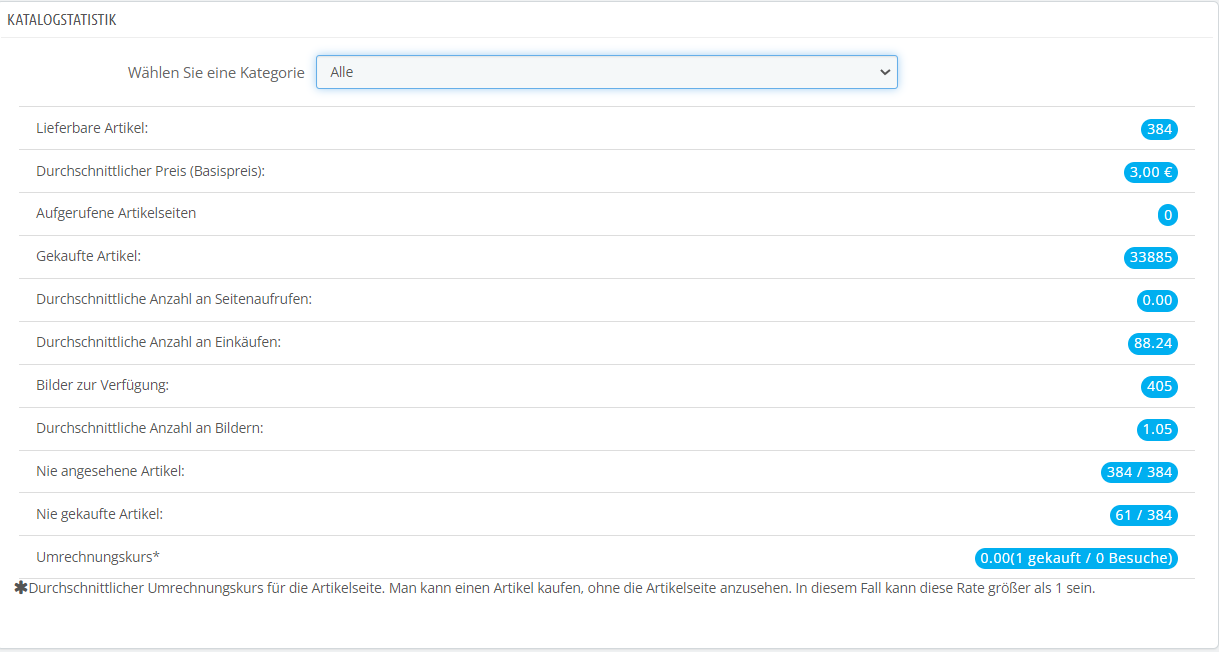 KATALOGSTATISTIK
Wählen Sie eine Kategorie Alle
Lieferbare Artikel: 384
Durchschnittlicher Preis (Basispreis): 3,00 €
Aufgerufene Artikelseiten 0
Gekaufte Artikel: 33885
Durchschnittliche Anzahl an Seitenaufrufen: 0.00
Durchschnittliche Anzahl an Einkäufen: 88.24
Bilder zur Verfügung: 405
Durchschnittliche Anzahl an Bildern: 1.05
Nie angesehene Artikel: 384 / 384
Nie gekaufte Artikel: 61 / 384
Umrechnungskurs* 0.00(1 gekauft / 0 Besuche)
✱Durchschnittlicher Umrechnungskurs für die Artikelseite. Man kann einen Artikel kaufen, ohne die Artikelseite anzusehen. In diesem Fall kann diese Rate größer als 1 sein.